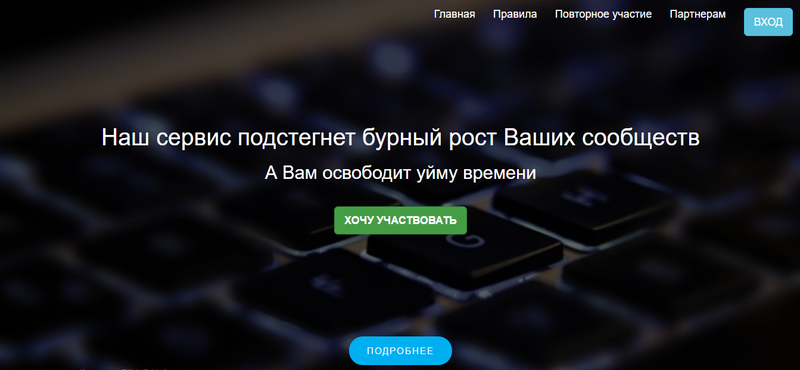 Главная Правила Повторное участие Партнерам ВХОД
Наш сервис подстегнет бурный рост Ваших сообществ
А Вам освободит уйму времени
ХОЧУ УЧАСТВОВАТЬ
G
ПОДРОБНЕЕ